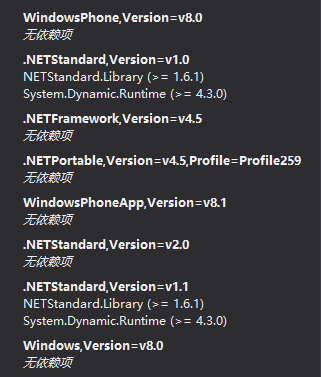 WindowsPhone,Version=v8.0
无依赖项
.NETStandard,Version=v1.0
NETStandard.Library (>= 1.6.1)
System.Dynamic.Runtime (>= 4.3.0)
.NETFramework,Version=v4.5
无依赖项
.NETPortable,Version=v4.5,Profile=Profile259
无依赖项
WindowsPhoneApp,Version=v8.1
无依赖项
.NETStandard,Version=v2.0
无依赖项
.NETStandard,Version=v1.1
NETStandard.Library (>= 1.6.1)
System.Dynamic.Runtime (>= 4.3.0)
Windows,Version=v8.0
无依赖项